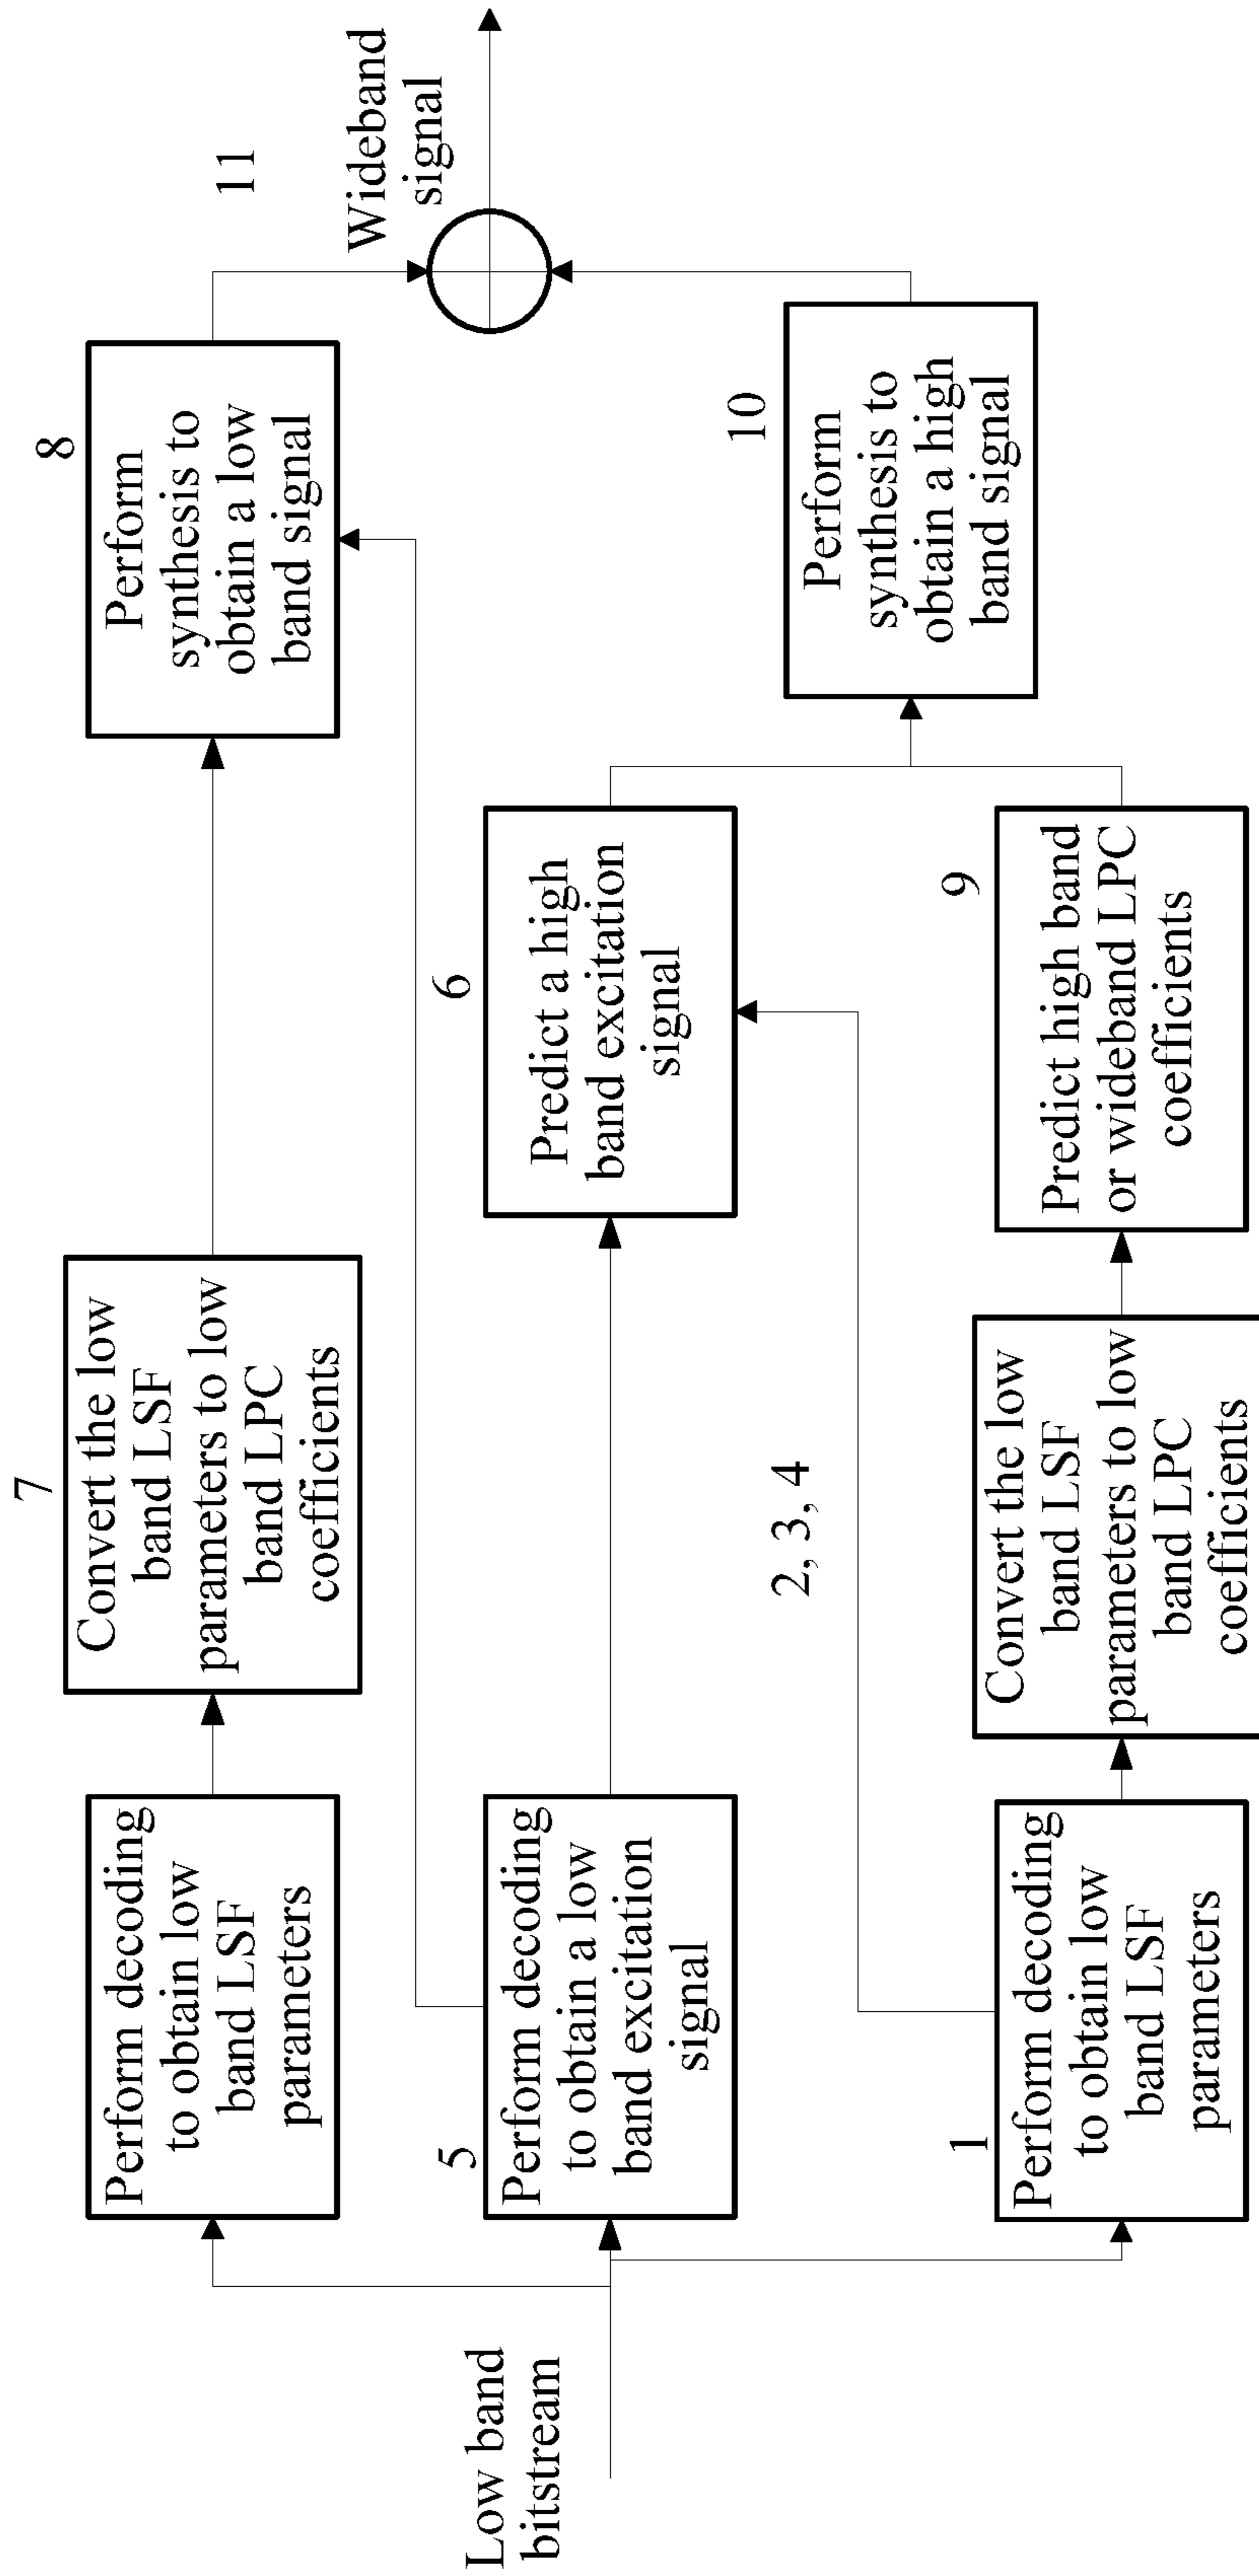 Low band
bitstream
Perform decoding
to obtain low
band LSF
parameters
7
Convert the low
band LSF
parameters to low
band LPC
coefficients
8
Perform
synthesis to
obtain a low
band signal
11
Wideband
signal
5
Perform decoding
to obtain a low
band excitation
signal
6
Predict a high
band excitation
signal
2, 3, 4
10
Perform
synthesis to
obtain a high
band signal
1
Perform decoding
to obtain low
band LSF
parameters
Convert the low
band LSF
parameters to low
band LPC
coefficients
9
Predict high band
or wideband LPC
coefficients